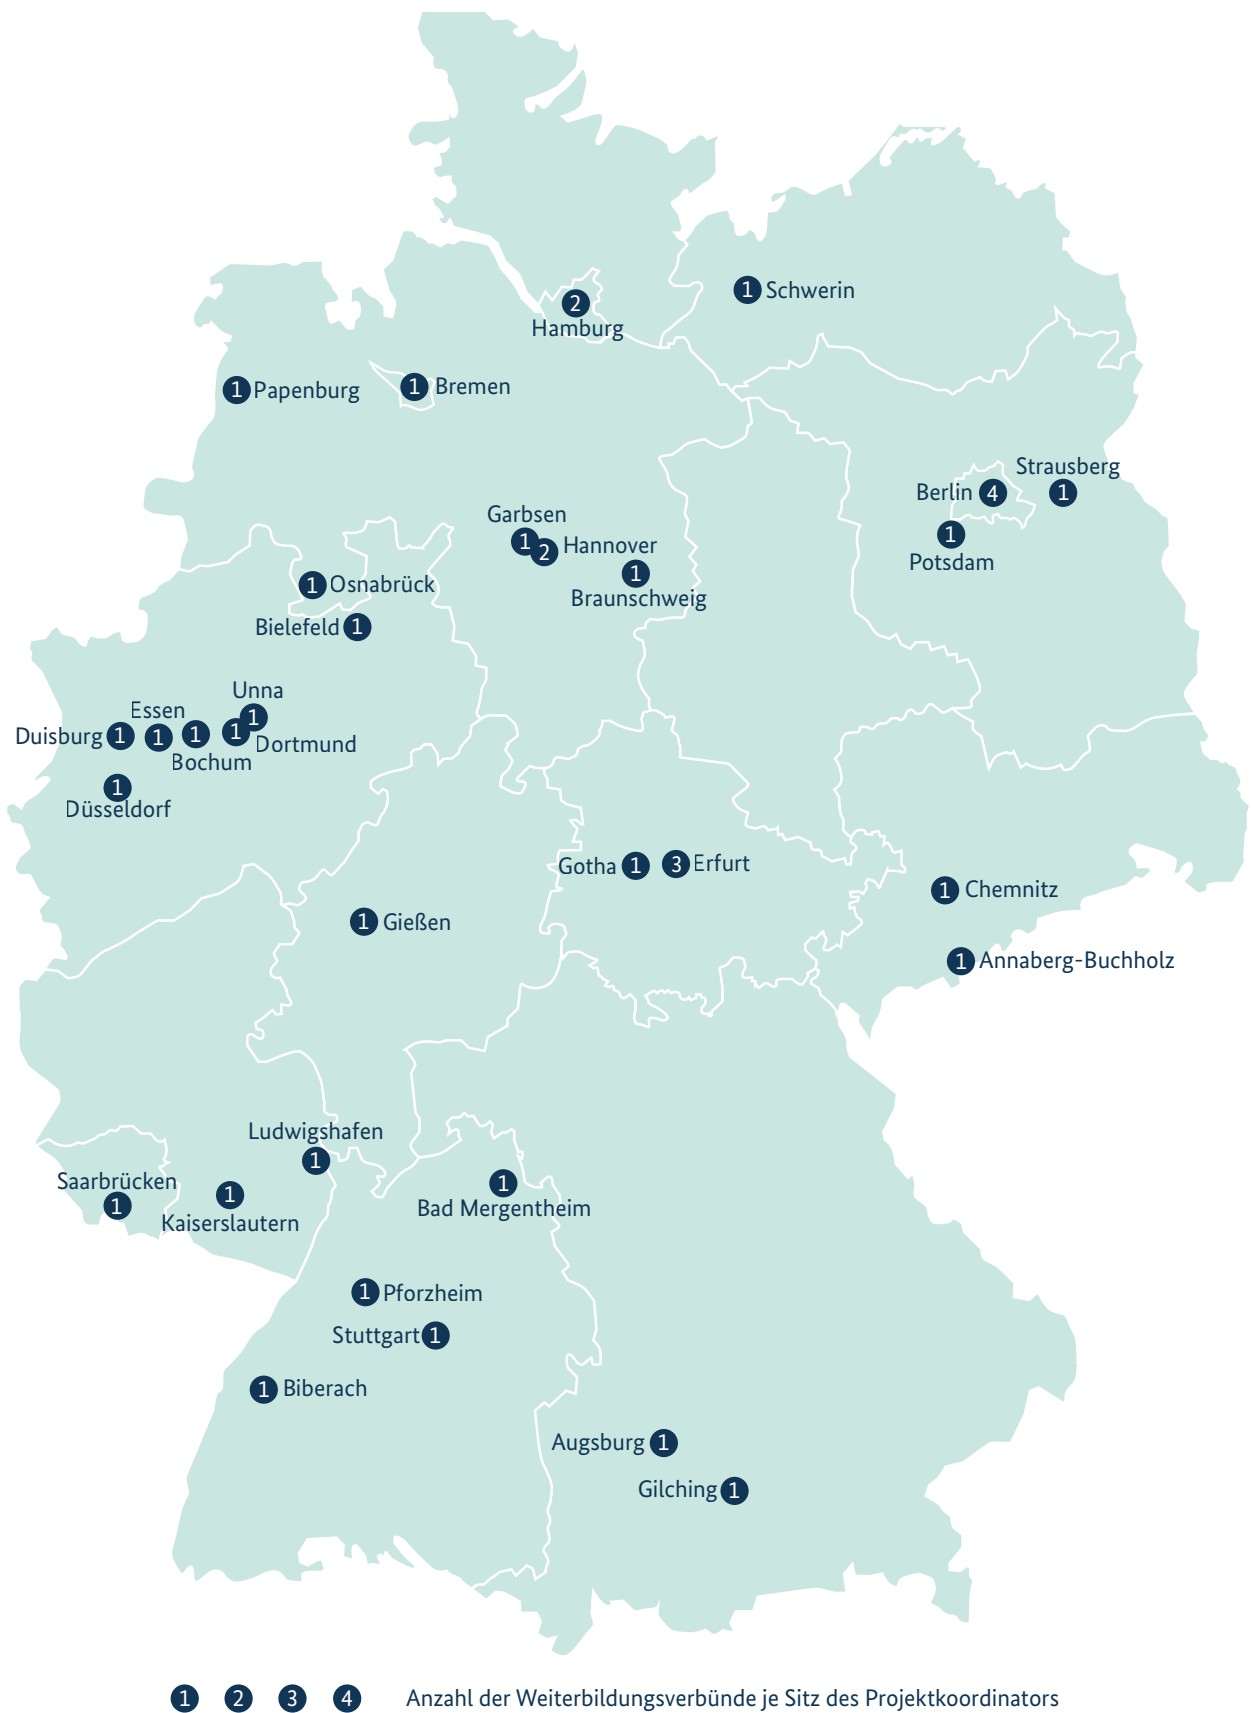 1 Schwerin
2
Hamburg
1 Papenburg
1 Bremen
Strausberg
Berlin 4
1
1
Potsdam
Garbsen
1
2 Hannover
1
Braunschweig
1 Osnabrück
Bielefeld 1
Unna
1
Essen
1
Duisburg 1
1
Bochum
1
Dortmund
1
Düsseldorf
Gotha 1
3 Erfurt
1 Chemnitz
1 Gießen
1 Annaberg-Buchholz
Ludwigshafen
1
Saarbrücken
1
1
Kaiserslautern
1
Bad Mergentheim
1 Pforzheim
Stuttgart 1
1 Biberach
Augsburg 1
Gilching 1
1 2 3 4 Anzahl der Weiterbildungsverbünde je Sitz des Projektkoordinators